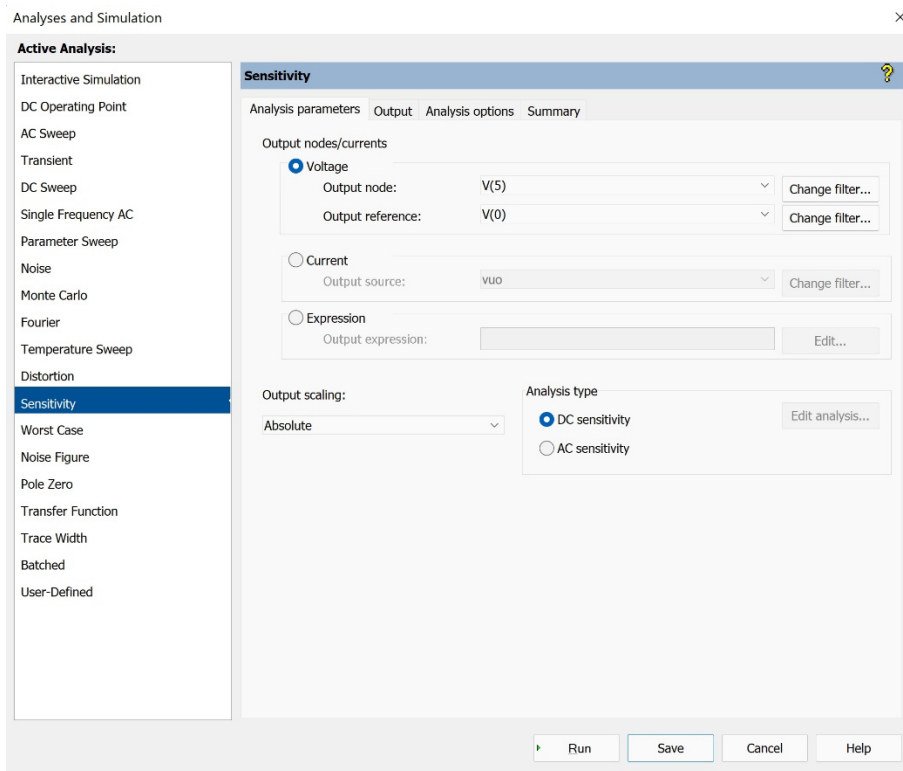 Analyses and Simulation
Active Analysis:
Interactive Simulation
DC Operating Point
AC Sweep
Transient
DC Sweep
Single Frequency AC
Parameter Sweep
Noise
Monte Carlo
Fourier
Temperature Sweep
Distortion
Sensitivity
Worst Case
Noise Figure
Pole Zero
Transfer Function
Trace Width
Batched
User-Defined
Sensitivity
Analysis parameters Output Analysis options Summary
Output nodes/currents
Voltage
Output node: V(5) Change filter...
Output reference: V(0) Change filter...
Current
Output source: vuo Change filter...
Expression
Output expression: Edit...
Output scaling:
Absolute
Analysis type
DC sensitivity Edit analysis...
AC sensitivity
Run Save Cancel Help